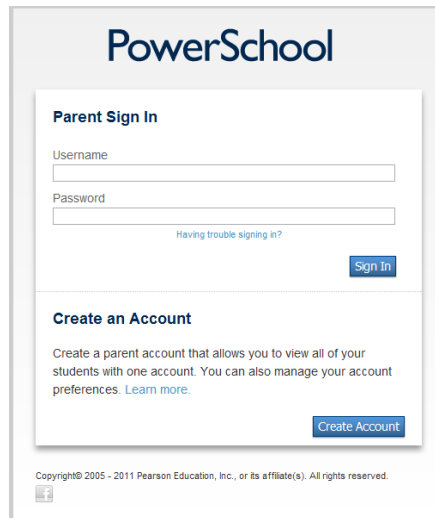 PowerSchool
Parent Sign In
Username
Password
Having trouble signing in?
Sign In
Create an Account
Create a parent account that allows you to view all of your
students with one account. You can also manage your account
preferences. Learn more.
Create Account
Copyright© 2005 - 2011 Pearson Education, Inc., or its affiliate(s). All rights reserved.
f